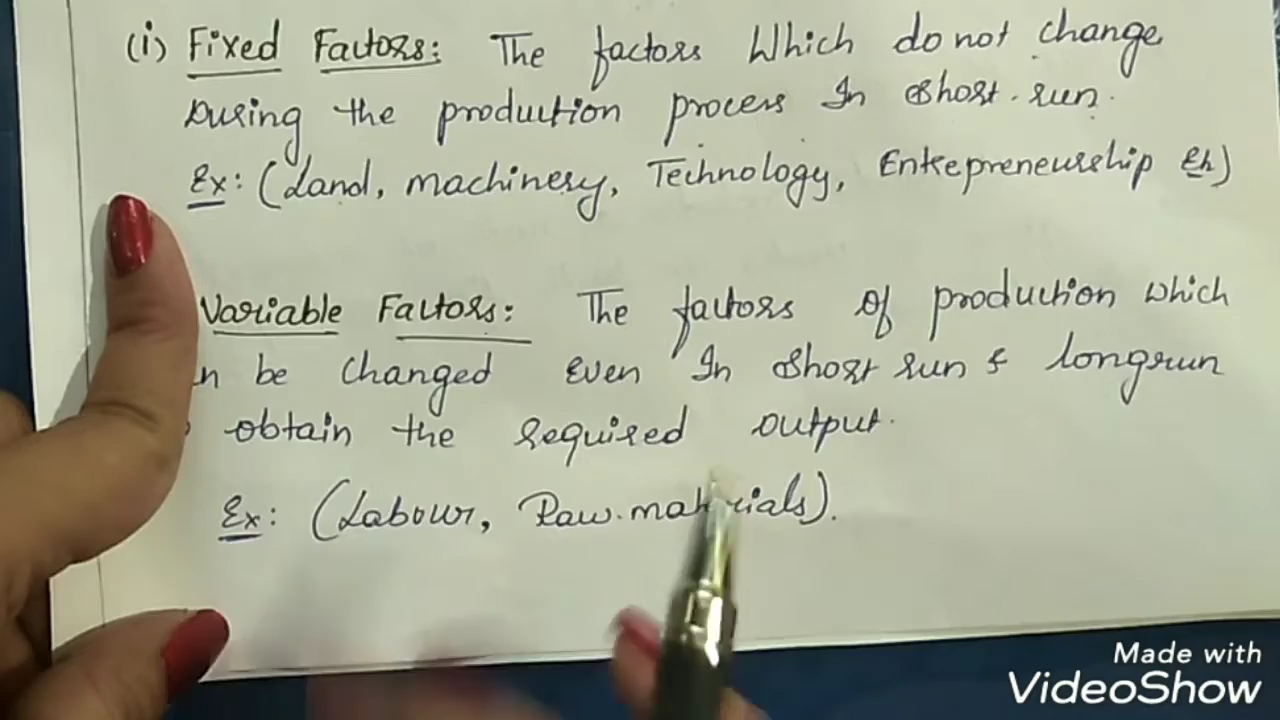 (i) Fixed Factors: The factors Which do not change
During the production process In Short-run.
Ex: (Land, machinery, Technology, Entrepreneurship Etc)
Variable Factors: The factors of production which
be changed Even In Short run & longrun
obtain the required output.
Ex: (Labour, Raw-materials).
Made with
VideoShow